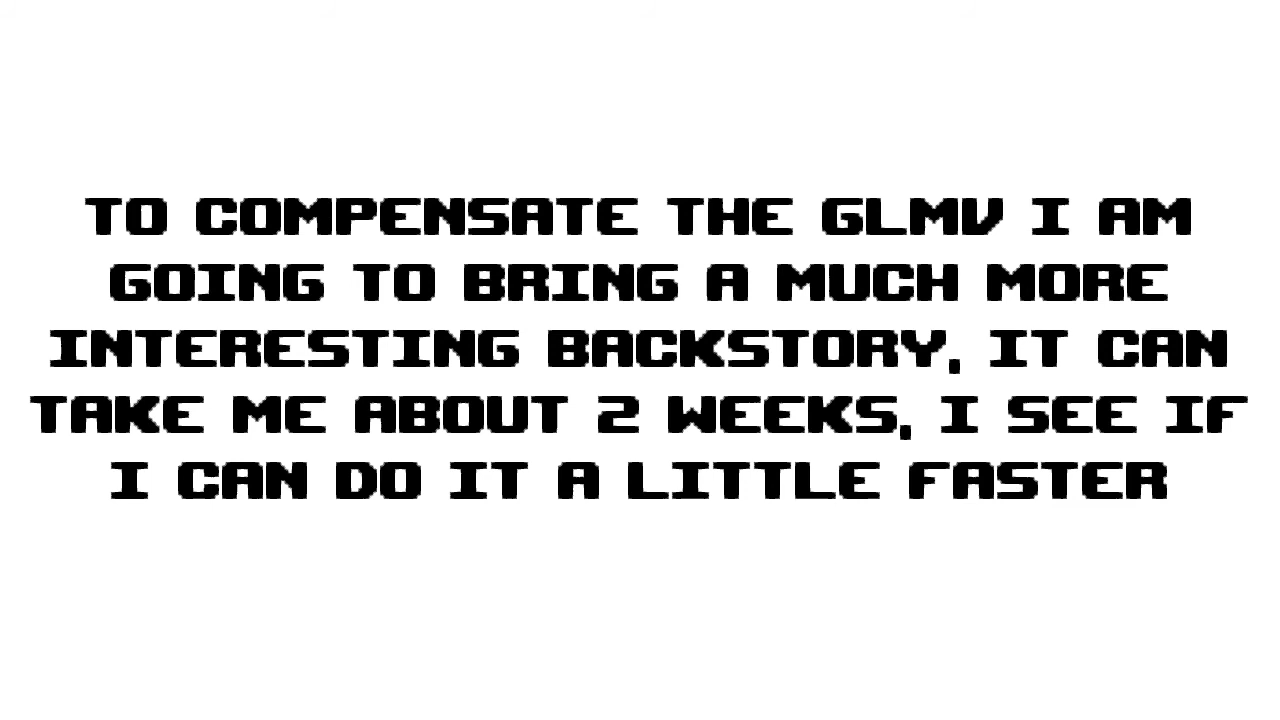 TO COMPENSATE THE GLMV I AM
GOING TO BRING A MUCH MORE
INTERESTING BACKSTORY, IT CAN
TAKE ME ABOUT 2 WEEKS, I SEE IF
I CAN DO IT A LITTLE FASTER